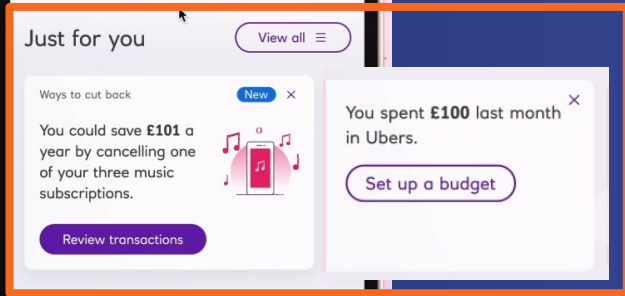 Just for you
View all
Ways to cut back
New
You could save £101 a
year by cancelling one
of your three music
subscriptions.
Review transactions
You spent £100 last month
in Ubers.
Set up a budget